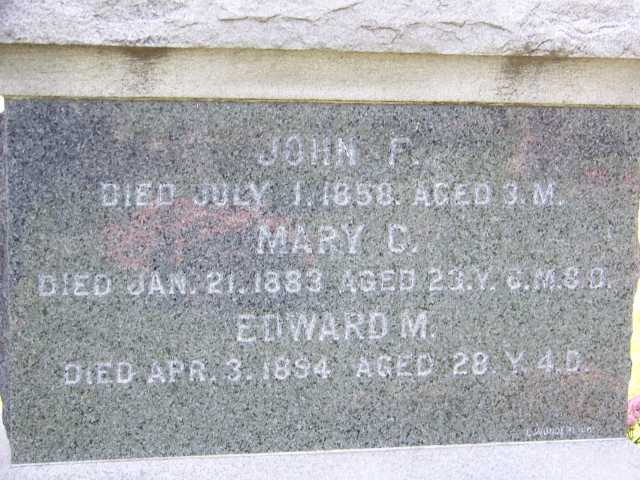 JOHN F.
DIED JULY 1, 1858. AGED 3. M.
MARY C.
DIED JAN. 21, 1883 AGED 23. Y. 6. M. 8. D.
EDWARD M.
DIED APR. 3. 1894 AGED 28. Y. 4. D.